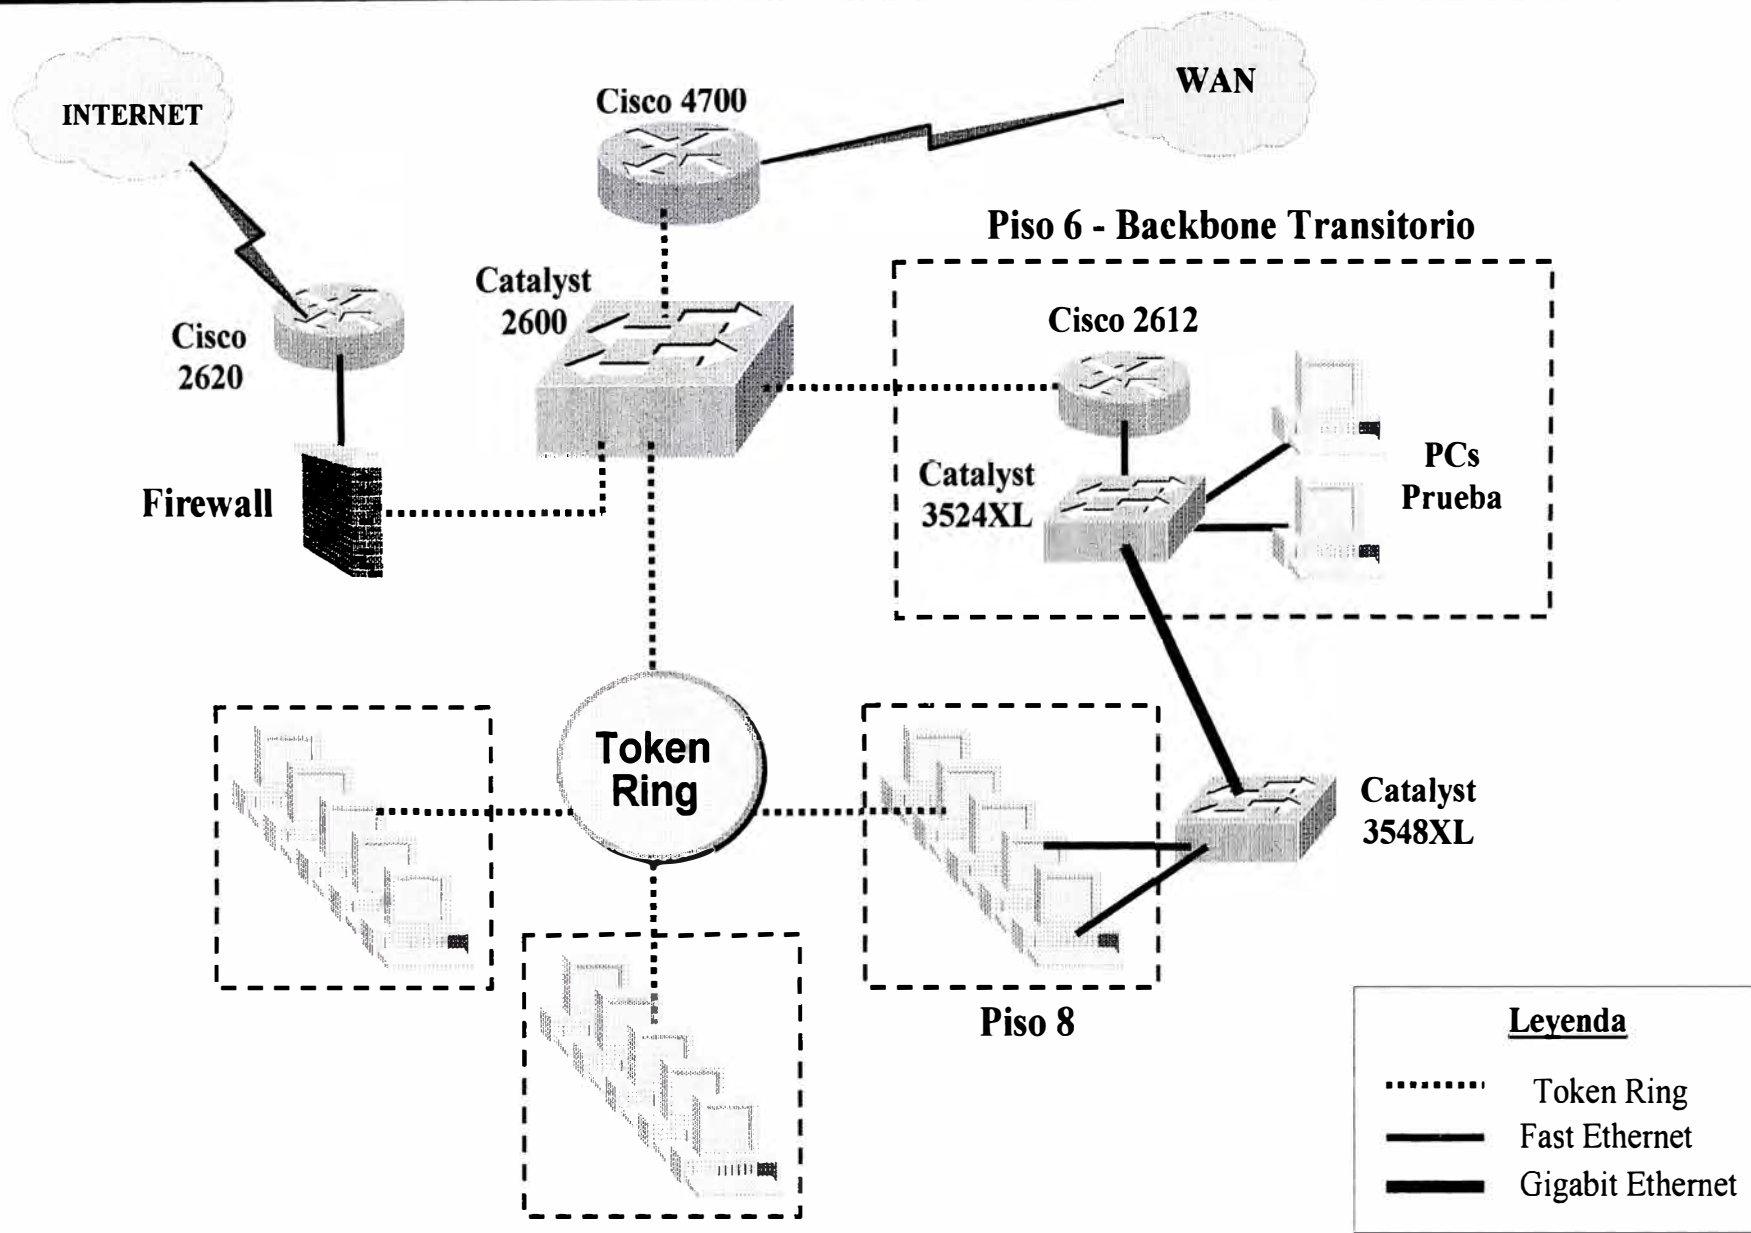 INTERNET
Cisco 4700
WAN
Piso 6 - Backbone Transitorio
Catalyst
2600
Cisco
2620
Cisco 2612
Firewall
Catalyst
3524XL
PCs
Prueba
Token
Ring
Catalyst
3548XL
Piso 8
Leyenda
Token Ring
Fast Ethernet
Gigabit Ethernet